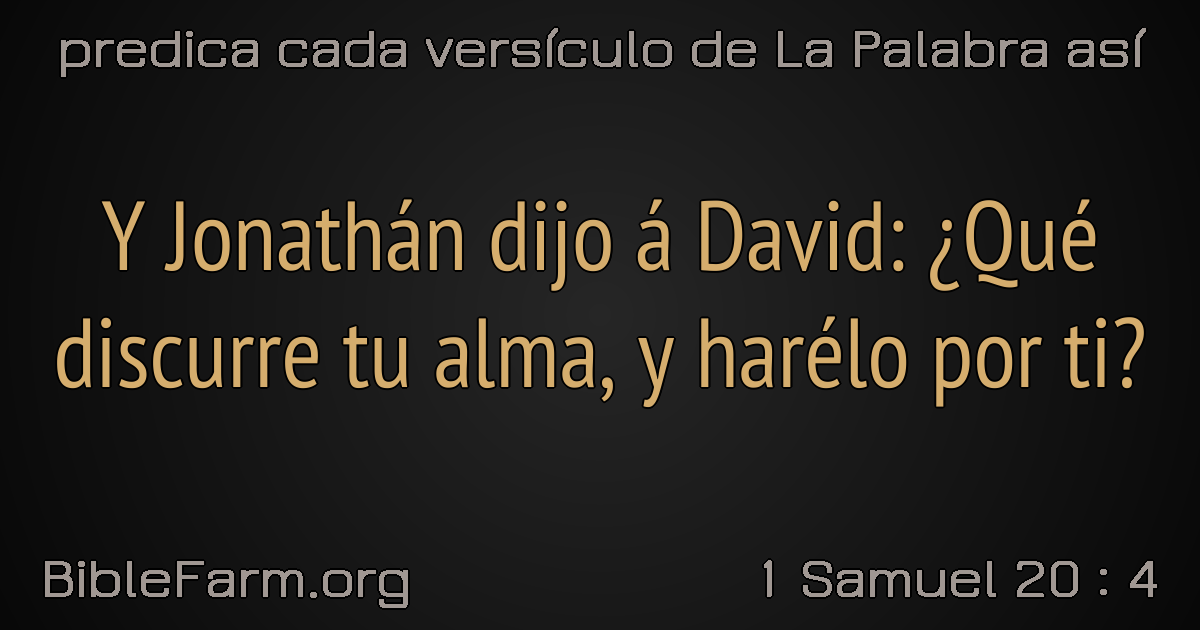 predica cada versículo de La Palabra así
Y Jonathán dijo á David: ¿Qué
discurre tu alma, y harélo por ti?
BibleFarm.org
1 Samuel 20 : 4